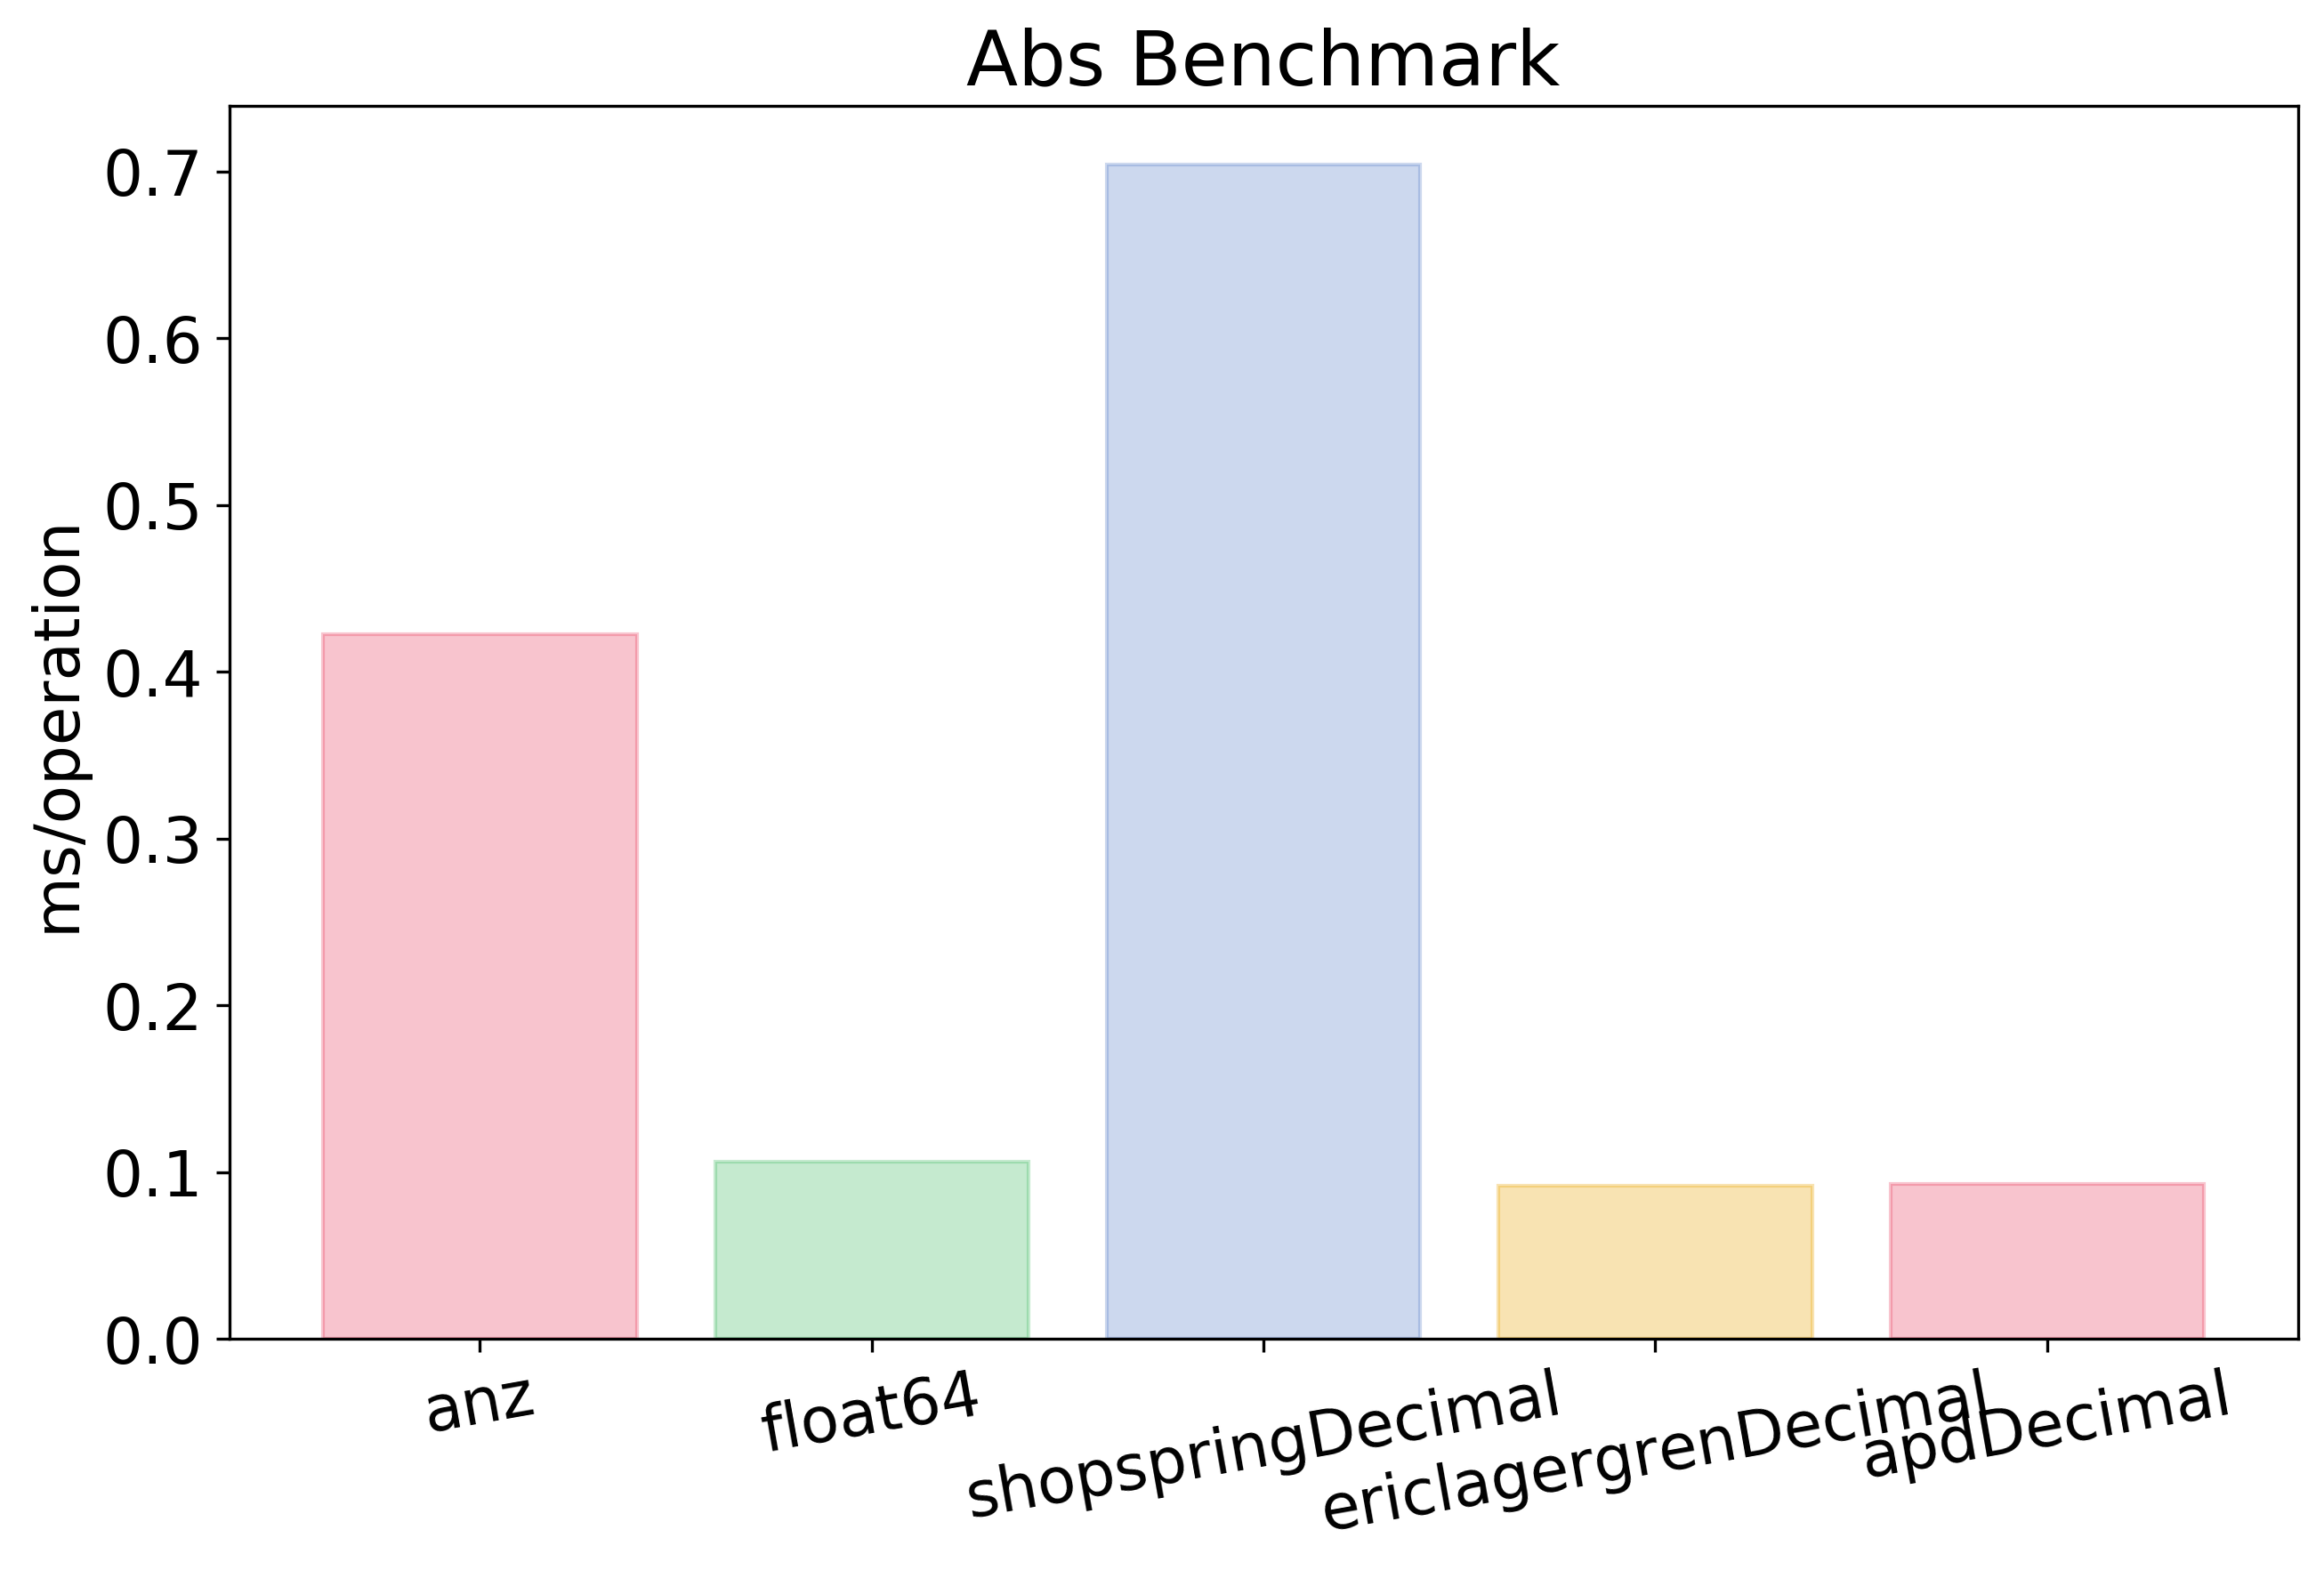 Abs Benchmark
ms/operation
0.7
0.6
0.5
0.4
0.3
0.2
0.1
0.0
anz
float64
shopspringDecimal
ericlagergrenDecimal
apdDecimal